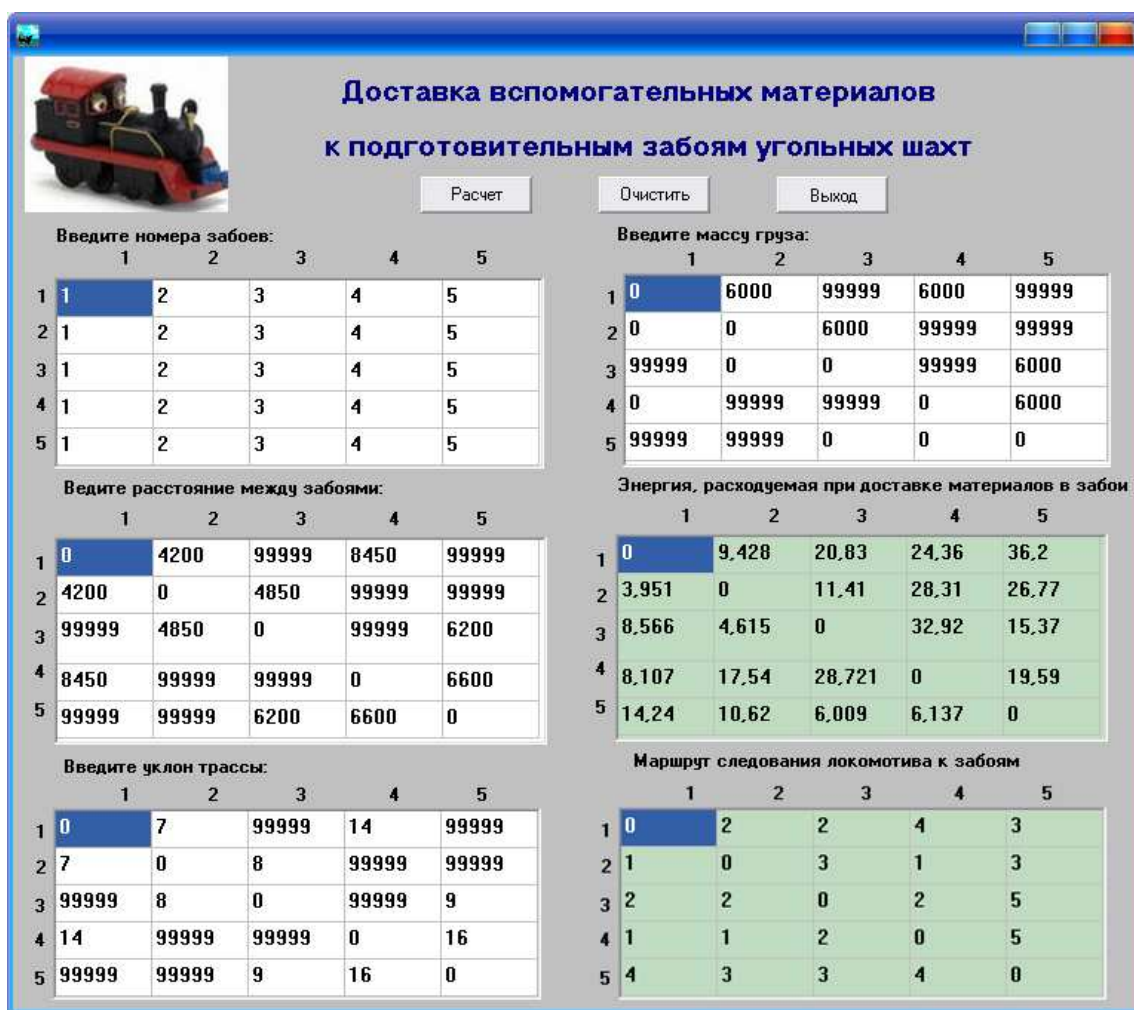 Доставка вспомогательных материалов
к подготовительным забоям угольных шахт
Расчет Очистить Выход
Введите номера забоев:
1 2 3 4 5
1 1 2 3 4 5
2 1 2 3 4 5
3 1 2 3 4 5
4 1 2 3 4 5
5 1 2 3 4 5
Введите массу груза:
1 2 3 4 5
1 0 6000 99999 6000 99999
2 0 0 6000 99999 99999
3 99999 0 0 99999 6000
4 0 99999 99999 0 6000
5 99999 99999 0 0 0
Ведите расстояние между забоями:
1 2 3 4 5
1 0 4200 99999 8450 99999
2 4200 0 4850 99999 99999
3 99999 4850 0 99999 6200
4 8450 99999 99999 0 6600
5 99999 99999 6200 6600 0
Энергия, расходуемая при доставке материалов в забои
1 2 3 4 5
1 0 9,428 20,83 24,36 36,2
2 3,951 0 11,41 28,31 26,77
3 8,566 4,615 0 32,92 15,37
4 8,107 17,54 28,721 0 19,59
5 14,24 10,62 6,009 6,137 0
Введите уклон трассы:
1 2 3 4 5
1 0 7 99999 14 99999
2 7 0 8 99999 99999
3 99999 8 0 99999 9
4 14 99999 99999 0 16
5 99999 99999 9 16 0
Маршрут следования локомотива к забоям
1 2 3 4 5
1 0 2 2 4 3
2 1 0 3 1 3
3 2 2 0 2 5
4 1 1 2 0 5
5 4 3 3 4 0